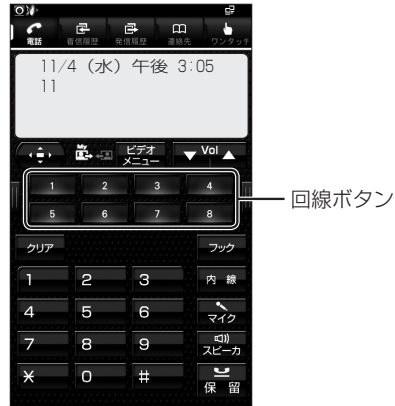 電話 着信履歴 発信履歴 連絡先 ワンタッチ
11/4（水）午後 3:05
11
ビデオ
メニュー
Vol
1 2 3 4
回線ボタン
5 6 7 8
クリア フック
1 2 3 内線
4 5 6 マイク
7 8 9 スピーカ
* 0 # 保留